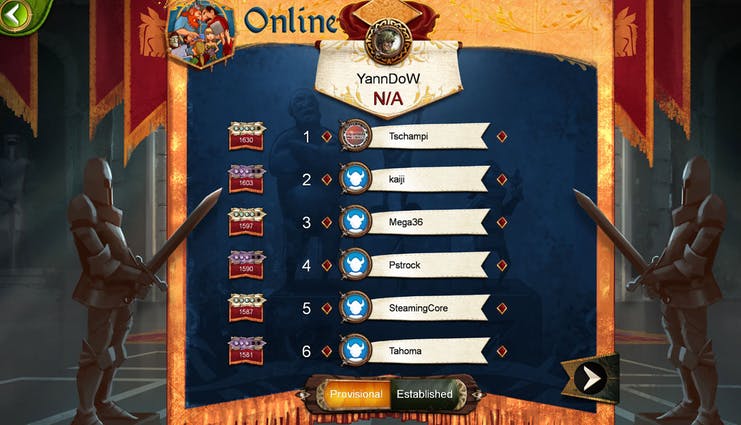 Online
YannDoW
N/A
1630 1 Tschampi
1603 2 kaiji
1597 3 Mega36
1590 4 Pstrock
1587 5 SteamingCore
1581 6 Tahoma
Provisional Established